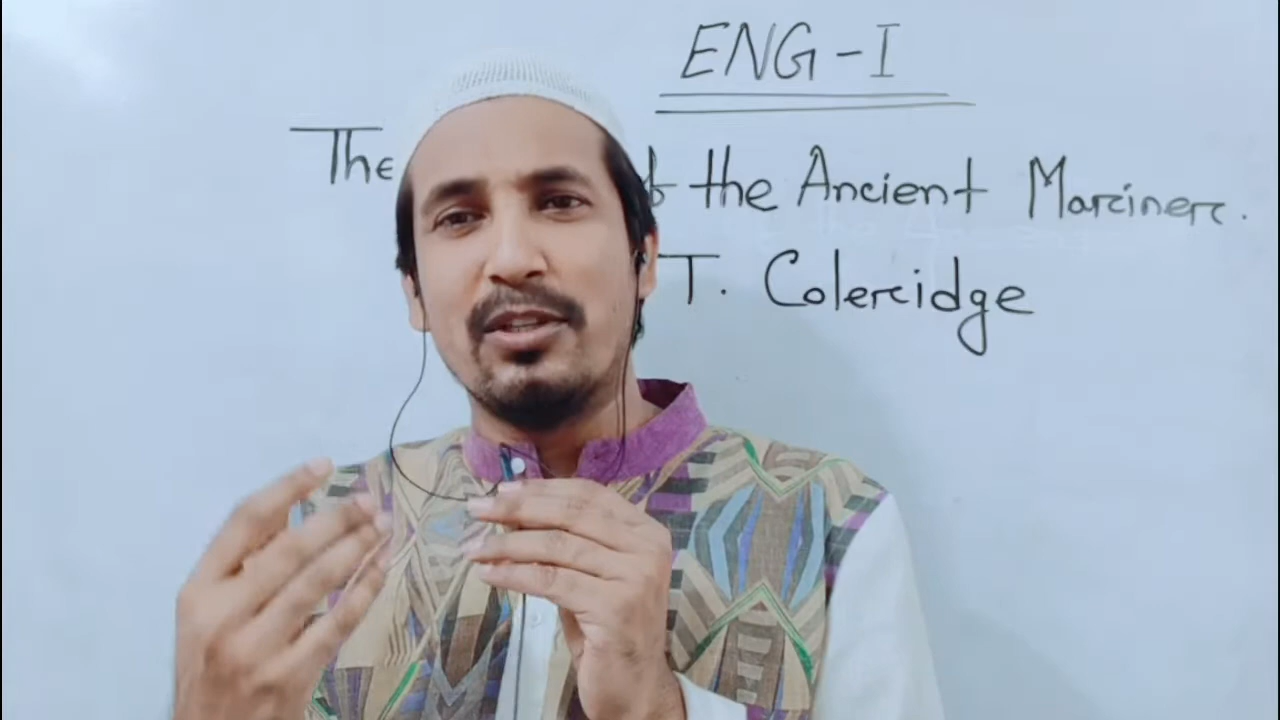 ENG-I
The the Ancient Mariner.
T. Coleridge